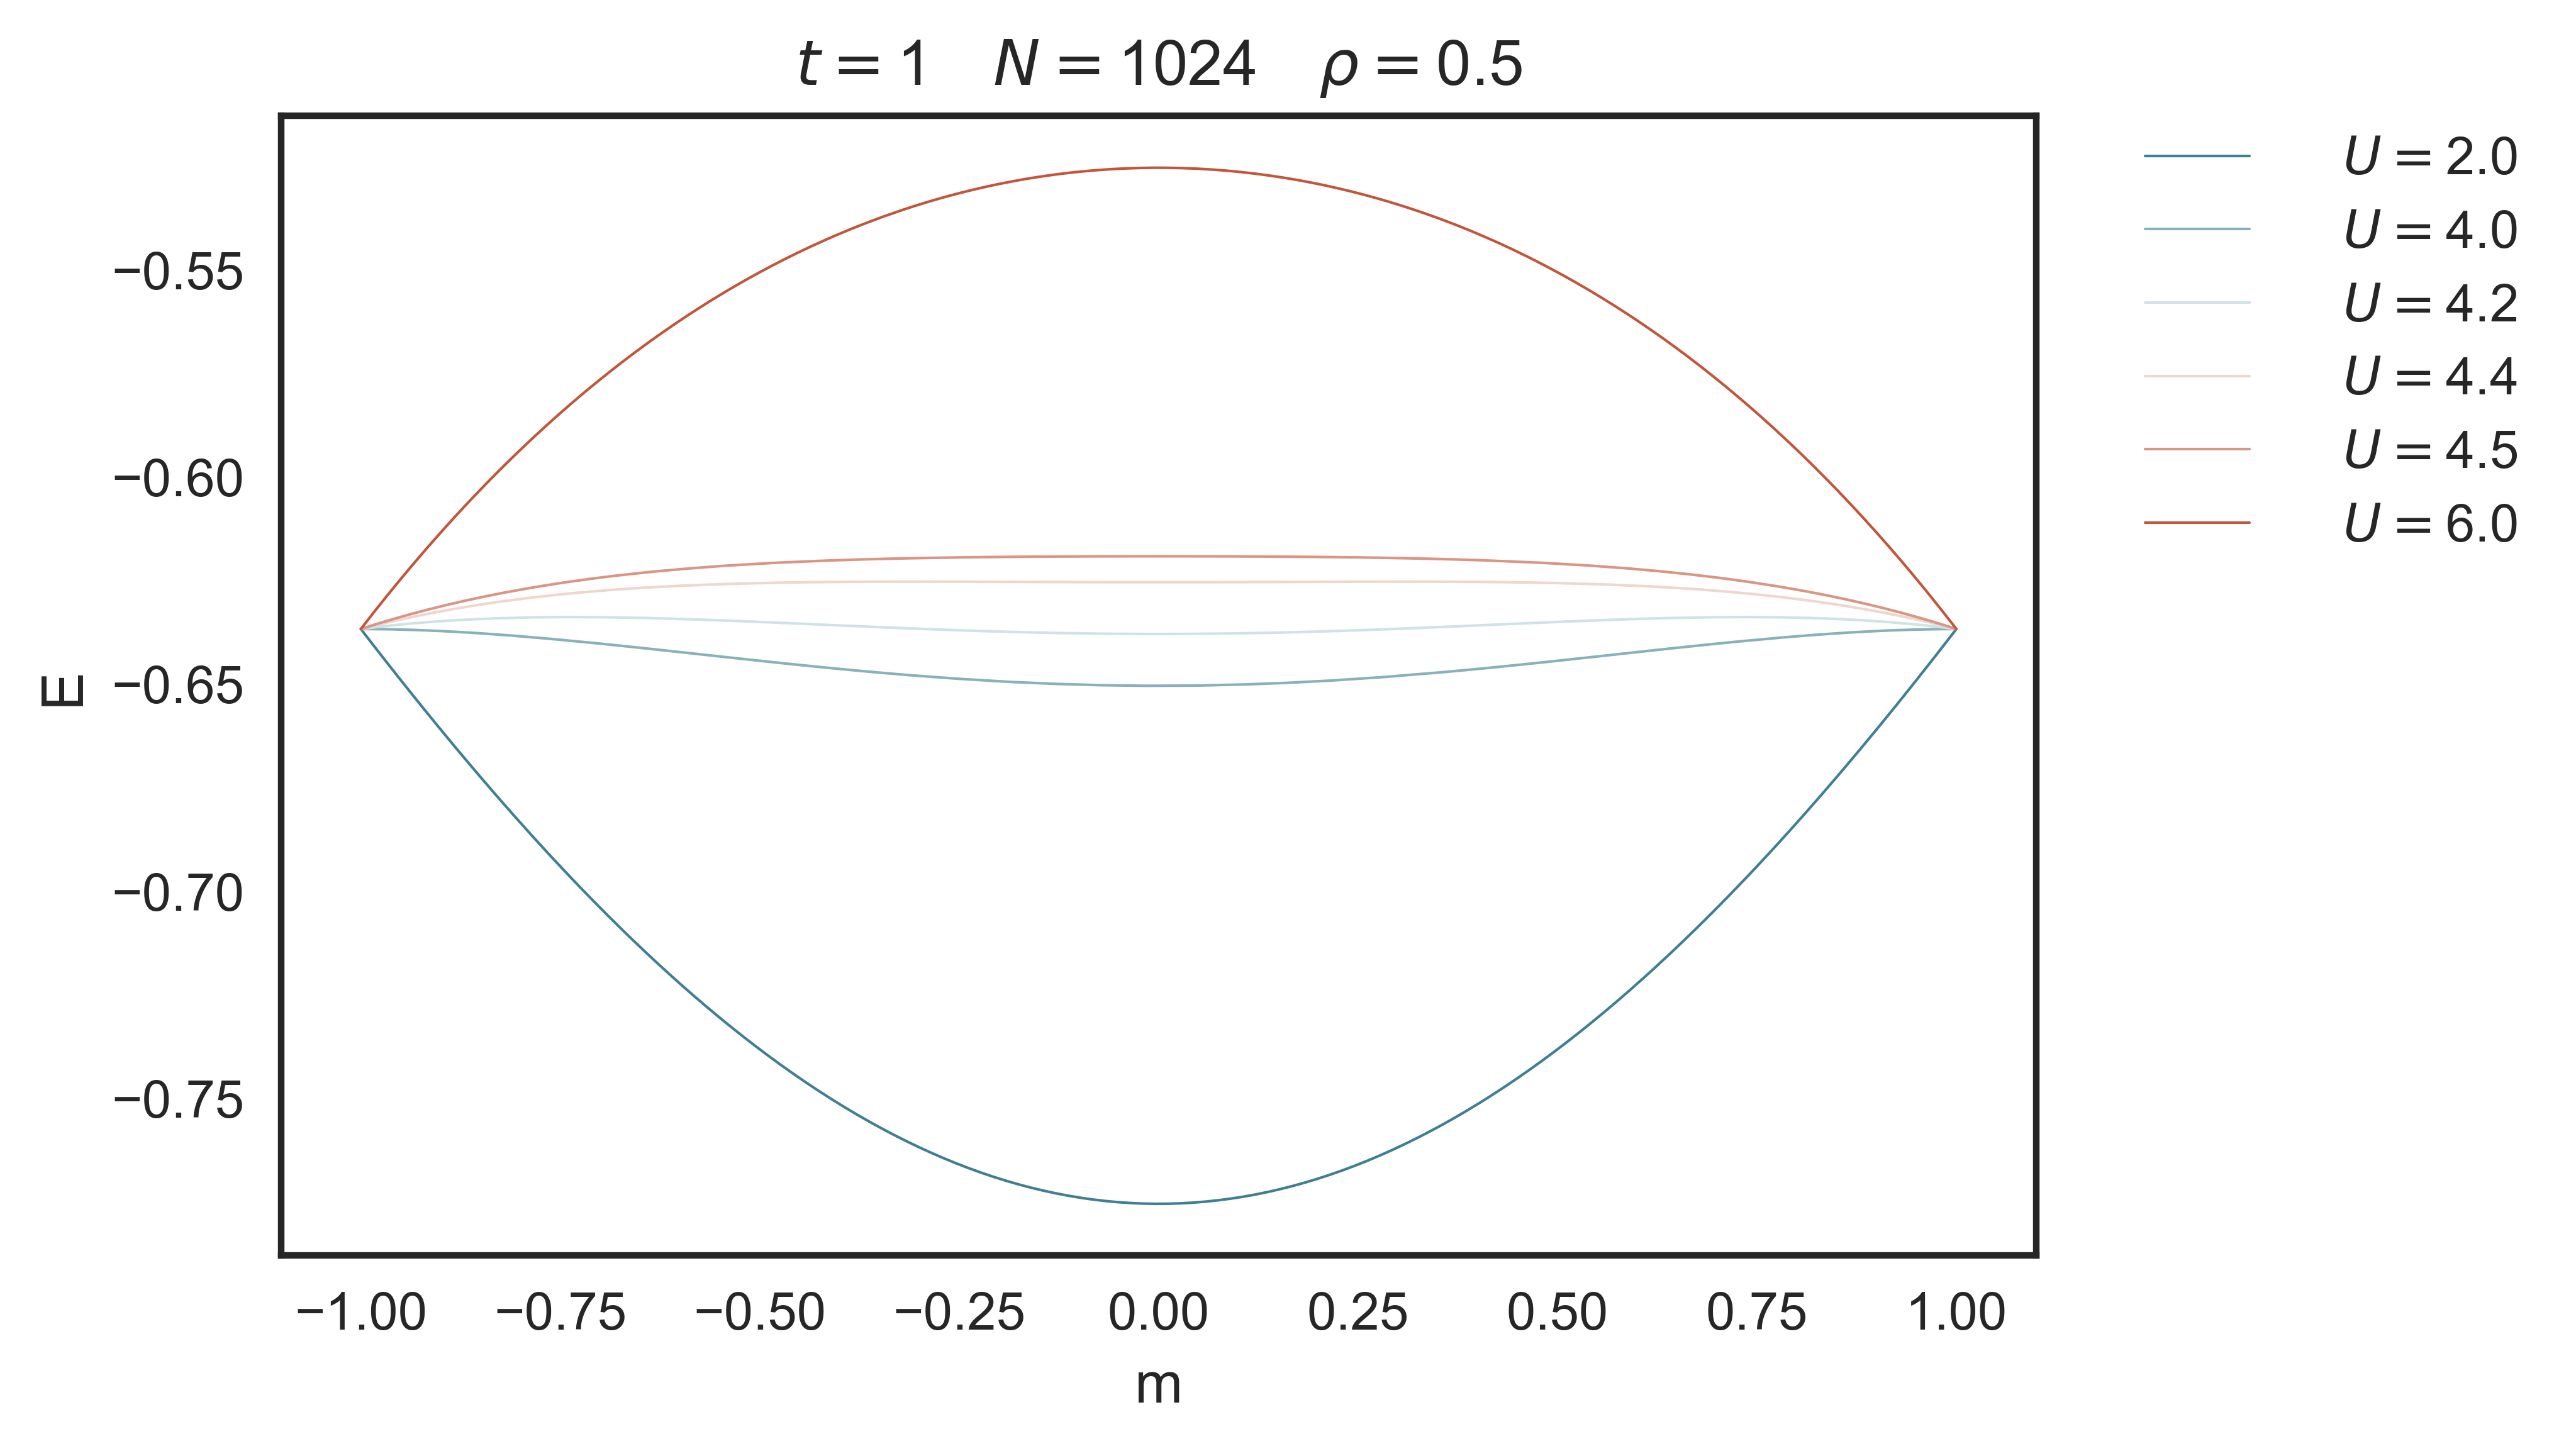 t = 1 N = 1024 ρ = 0.5
U = 2.0
U = 4.0
U = 4.2
U = 4.4
U = 4.5
U = 6.0
−0.55
−0.60
−0.65
−0.70
−0.75
E
−1.00 −0.75 −0.50 −0.25 0.00 0.25 0.50 0.75 1.00
m